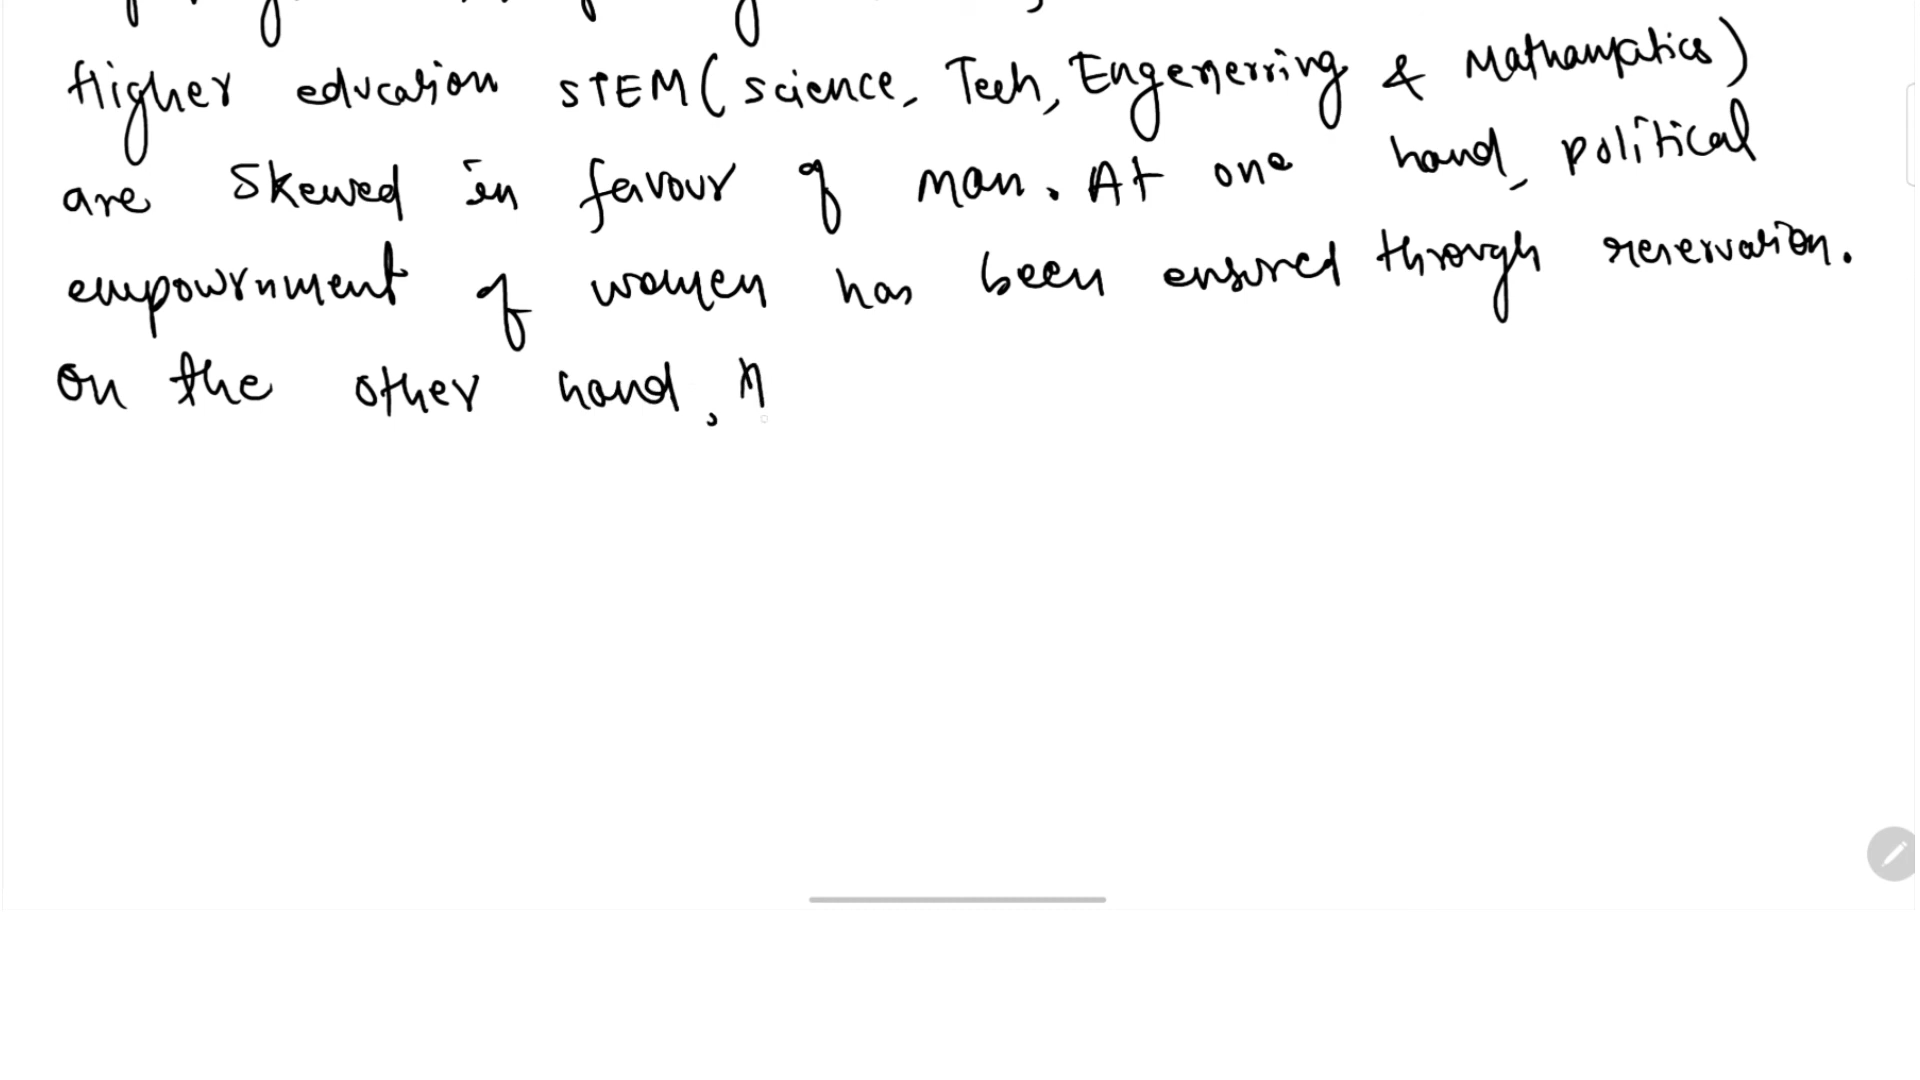 Higher education STEM (science, Tech, Engenerring & Mathamatics)
are skewed in favour of man. At one hand, political
empowrnment of women has been ensured through reservation.
on the other hand,